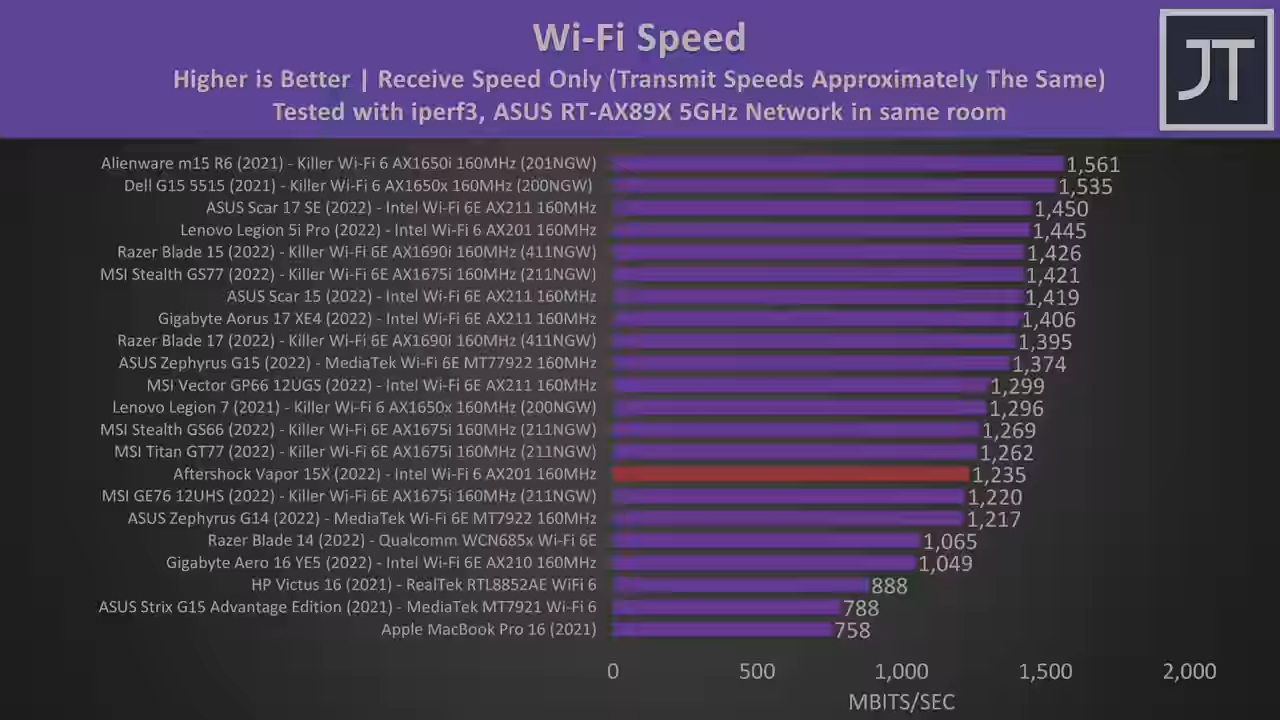 Wi-Fi Speed
Higher is Better | Receive Speed Only (Transmit Speeds Approximately The Same)
Tested with iperf3, ASUS RT-AX89X 5GHz Network in same room
JT
Alienware m15 R6 (2021) - Killer Wi-Fi 6 AX1650i 160MHz (201NGW) 1,561
Dell G15 5515 (2021) - Killer Wi-Fi 6 AX1650x 160MHz (200NGW) 1,535
ASUS Scar 17 SE (2022) - Intel Wi-Fi 6E AX211 160MHz 1,450
Lenovo Legion 5i Pro (2022) - Intel Wi-Fi 6 AX201 160MHz 1,445
Razer Blade 15 (2022) - Killer Wi-Fi 6E AX1690i 160MHz (411NGW) 1,426
MSI Stealth GS77 (2022) - Killer Wi-Fi 6E AX1675i 160MHz (211NGW) 1,421
ASUS Scar 15 (2022) - Intel Wi-Fi 6E AX211 160MHz 1,419
Gigabyte Aorus 17 XE4 (2022) - Intel Wi-Fi 6E AX211 160MHz 1,406
Razer Blade 17 (2022) - Killer Wi-Fi 6E AX1690i 160MHz (411NGW) 1,395
ASUS Zephyrus G15 (2022) - MediaTek Wi-Fi 6E MT77922 160MHz 1,374
MSI Vector GP66 12UGS (2022) - Intel Wi-Fi 6E AX211 160MHz 1,299
Lenovo Legion 7 (2021) - Killer Wi-Fi 6 AX1650x 160MHz (200NGW) 1,296
MSI Stealth GS66 (2022) - Killer Wi-Fi 6E AX1675i 160MHz (211NGW) 1,269
MSI Titan GT77 (2022) - Killer Wi-Fi 6E AX1675i 160MHz (211NGW) 1,262
Aftershock Vapor 15X (2022) - Intel Wi-Fi 6 AX201 160MHz 1,235
MSI GE76 12UHS (2022) - Killer Wi-Fi 6E AX1675i 160MHz (211NGW) 1,220
ASUS Zephyrus G14 (2022) - MediaTek Wi-Fi 6E MT7922 160MHz 1,217
Razer Blade 14 (2022) - Qualcomm WCN685x Wi-Fi 6E 1,065
Gigabyte Aero 16 YE5 (2022) - Intel Wi-Fi 6E AX210 160MHz 1,049
HP Victus 16 (2021) - RealTek RTL8852AE WiFi 6 888
ASUS Strix G15 Advantage Edition (2021) - MediaTek MT7921 Wi-Fi 6 788
Apple MacBook Pro 16 (2021) 758
0 500 1,000 1,500 2,000
MBITS/SEC